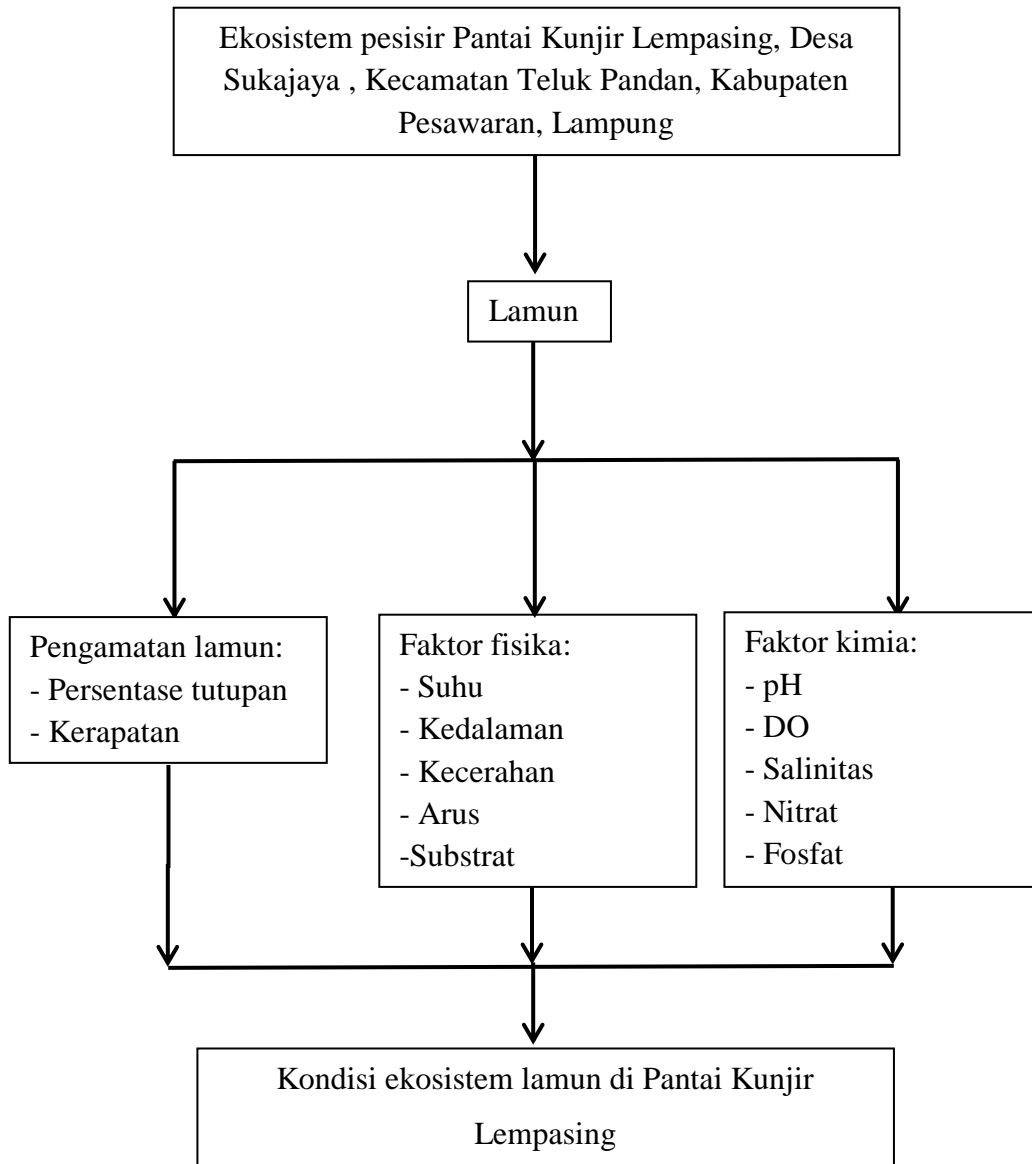 Ekosistem pesisir Pantai Kunjir Lempasing, Desa
Sukajaya , Kecamatan Teluk Pandan, Kabupaten
Pesawaran, Lampung
Lamun
Pengamatan lamun:
- Persentase tutupan
- Kerapatan
Faktor fisika:
- Suhu
- Kedalaman
- Kecerahan
- Arus
-Substrat
Faktor kimia:
- pH
- DO
- Salinitas
- Nitrat
- Fosfat
Kondisi ekosistem lamun di Pantai Kunjir
Lempasing